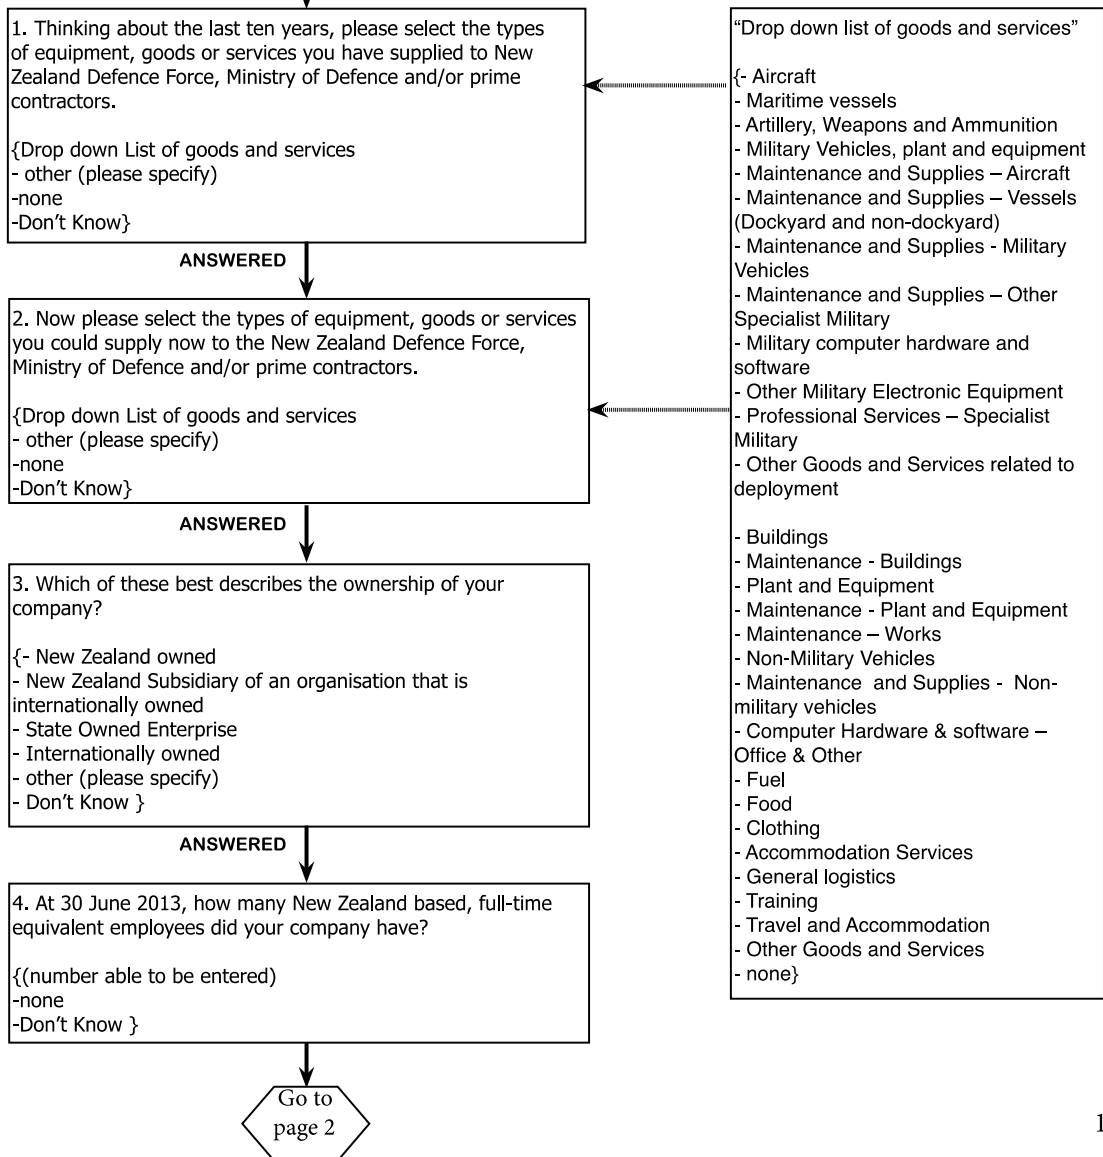 1. Thinking about the last ten years, please select the types
of equipment, goods or services you have supplied to New
Zealand Defence Force, Ministry of Defence and/or prime
contractors.
{Drop down List of goods and services
- other (please specify)
-none
-Don't Know}
ANSWERED
2. Now please select the types of equipment, goods or services
you could supply now to the New Zealand Defence Force,
Ministry of Defence and/or prime contractors.
{Drop down List of goods and services
- other (please specify)
-none
-Don't Know}
ANSWERED
3. Which of these best describes the ownership of your
company?
{- New Zealand owned
- New Zealand Subsidiary of an organisation that is
internationally owned
- State Owned Enterprise
- Internationally owned
- other (please specify)
- Don't Know }
ANSWERED
4. At 30 June 2013, how many New Zealand based, full-time
equivalent employees did your company have?
{(number able to be entered)
-none
-Don't Know }
Go to
page 2
“Drop down list of goods and services”
{- Aircraft
- Maritime vessels
- Artillery, Weapons and Ammunition
- Military Vehicles, plant and equipment
- Maintenance and Supplies – Aircraft
- Maintenance and Supplies – Vessels
(Dockyard and non-dockyard)
- Maintenance and Supplies - Military
Vehicles
- Maintenance and Supplies – Other
Specialist Military
- Military computer hardware and
software
- Other Military Electronic Equipment
- Professional Services – Specialist
Military
- Other Goods and Services related to
deployment
- Buildings
- Maintenance - Buildings
- Plant and Equipment
- Maintenance - Plant and Equipment
- Maintenance – Works
- Non-Military Vehicles
- Maintenance  and Supplies -  Non-
military vehicles
- Computer Hardware & software –
Office & Other
- Fuel
- Food
- Clothing
- Accommodation Services
- General logistics
- Training
- Travel and Accommodation
- Other Goods and Services
- none}
1